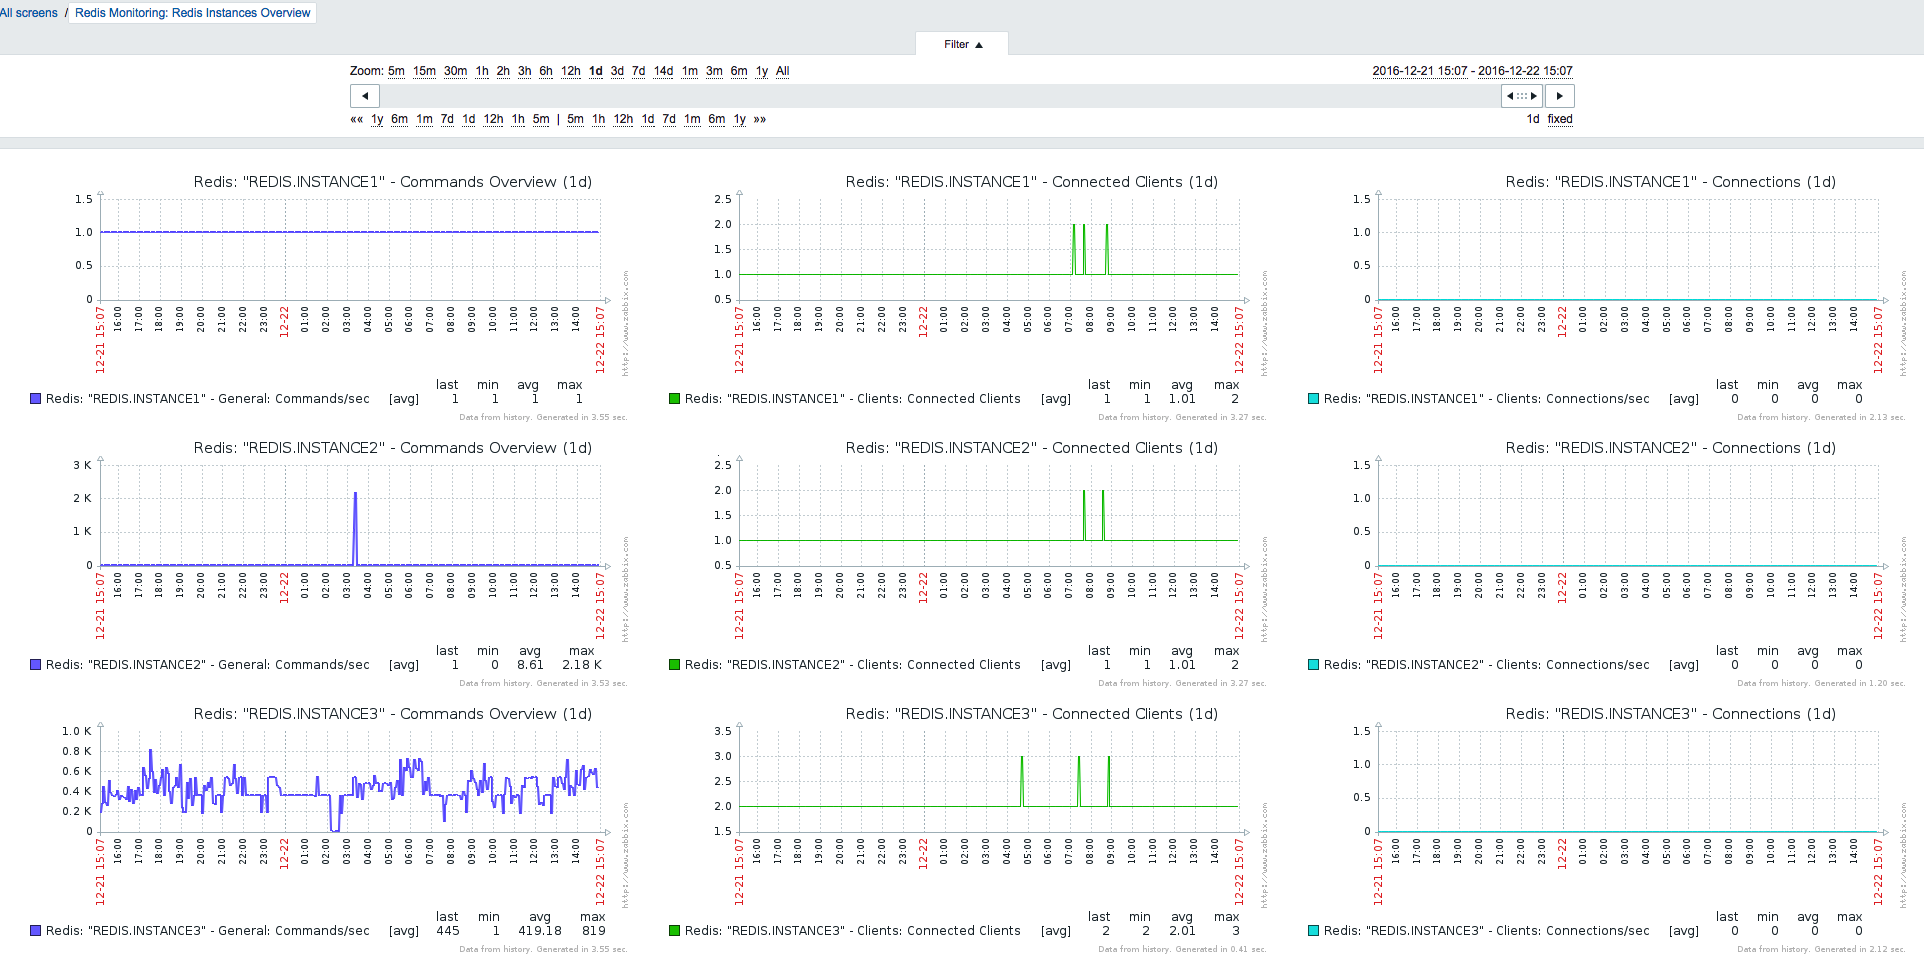 All screens / Redis Monitoring: Redis Instances Overview
Filter ▲
Zoom: 5m 15m 30m 1h 2h 3h 6h 12h 1d 3d 7d 14d 1m 3m 6m 1y All
2016-12-21 15:07 - 2016-12-22 15:07
«« 1y 6m 1m 7d 1d 12h 1h 5m | 5m 1h 12h 1d 7d 1m 6m 1y »»
1d fixed
Redis: "REDIS.INSTANCE1" - Commands Overview (1d)
1.5
1.0
0.5
0
12-21 15:07 16:00 17:00 18:00 19:00 20:00 21:00 22:00 23:00 12-22 01:00 02:00 03:00 04:00 05:00 06:00 07:00 08:00 09:00 10:00 11:00 12:00 13:00 14:00 12-22 15:07
http://www.zabbix.com
last min avg max
Redis: "REDIS.INSTANCE1" - General: Commands/sec [avg] 1 1 1 1
Data from history. Generated in 3.55 sec.
Redis: "REDIS.INSTANCE1" - Connected Clients (1d)
2.5
2.0
1.5
1.0
0.5
12-21 15:07 16:00 17:00 18:00 19:00 20:00 21:00 22:00 23:00 12-22 01:00 02:00 03:00 04:00 05:00 06:00 07:00 08:00 09:00 10:00 11:00 12:00 13:00 14:00 12-22 15:07
http://www.zabbix.com
last min avg max
Redis: "REDIS.INSTANCE1" - Clients: Connected Clients [avg] 1 1 1.01 2
Data from history. Generated in 3.27 sec.
Redis: "REDIS.INSTANCE1" - Connections (1d)
1.5
1.0
0.5
0
12-21 15:07 16:00 17:00 18:00 19:00 20:00 21:00 22:00 23:00 12-22 01:00 02:00 03:00 04:00 05:00 06:00 07:00 08:00 09:00 10:00 11:00 12:00 13:00 14:00 12-22 15:07
http://www.zabbix.com
last min avg max
Redis: "REDIS.INSTANCE1" - Clients: Connections/sec [avg] 0 0 0 0
Data from history. Generated in 2.13 sec.
Redis: "REDIS.INSTANCE2" - Commands Overview (1d)
3 K
2 K
1 K
0
12-21 15:07 16:00 17:00 18:00 19:00 20:00 21:00 22:00 23:00 12-22 01:00 02:00 03:00 04:00 05:00 06:00 07:00 08:00 09:00 10:00 11:00 12:00 13:00 14:00 12-22 15:07
http://www.zabbix.com
last min avg max
Redis: "REDIS.INSTANCE2" - General: Commands/sec [avg] 1 0 8.61 2.18 K
Data from history. Generated in 3.53 sec.
Redis: "REDIS.INSTANCE2" - Connected Clients (1d)
2.5
2.0
1.5
1.0
0.5
12-21 15:07 16:00 17:00 18:00 19:00 20:00 21:00 22:00 23:00 12-22 01:00 02:00 03:00 04:00 05:00 06:00 07:00 08:00 09:00 10:00 11:00 12:00 13:00 14:00 12-22 15:07
http://www.zabbix.com
last min avg max
Redis: "REDIS.INSTANCE2" - Clients: Connected Clients [avg] 1 1 1.01 2
Data from history. Generated in 3.27 sec.
Redis: "REDIS.INSTANCE2" - Connections (1d)
1.5
1.0
0.5
0
12-21 15:07 16:00 17:00 18:00 19:00 20:00 21:00 22:00 23:00 12-22 01:00 02:00 03:00 04:00 05:00 06:00 07:00 08:00 09:00 10:00 11:00 12:00 13:00 14:00 12-22 15:07
http://www.zabbix.com
last min avg max
Redis: "REDIS.INSTANCE2" - Clients: Connections/sec [avg] 0 0 0 0
Data from history. Generated in 1.20 sec.
Redis: "REDIS.INSTANCE3" - Commands Overview (1d)
1.0 K
0.8 K
0.6 K
0.4 K
0.2 K
0
12-21 15:07 16:00 17:00 18:00 19:00 20:00 21:00 22:00 23:00 12-22 01:00 02:00 03:00 04:00 05:00 06:00 07:00 08:00 09:00 10:00 11:00 12:00 13:00 14:00 12-22 15:07
http://www.zabbix.com
last min avg max
Redis: "REDIS.INSTANCE3" - General: Commands/sec [avg] 445 1 419.18 819
Data from history. Generated in 3.55 sec.
Redis: "REDIS.INSTANCE3" - Connected Clients (1d)
3.5
3.0
2.5
2.0
1.5
12-21 15:07 16:00 17:00 18:00 19:00 20:00 21:00 22:00 23:00 12-22 01:00 02:00 03:00 04:00 05:00 06:00 07:00 08:00 09:00 10:00 11:00 12:00 13:00 14:00 12-22 15:07
http://www.zabbix.com
last min avg max
Redis: "REDIS.INSTANCE3" - Clients: Connected Clients [avg] 2 2 2.01 3
Data from history. Generated in 0.41 sec.
Redis: "REDIS.INSTANCE3" - Connections (1d)
1.5
1.0
0.5
0
12-21 15:07 16:00 17:00 18:00 19:00 20:00 21:00 22:00 23:00 12-22 01:00 02:00 03:00 04:00 05:00 06:00 07:00 08:00 09:00 10:00 11:00 12:00 13:00 14:00 12-22 15:07
http://www.zabbix.com
last min avg max
Redis: "REDIS.INSTANCE3" - Clients: Connections/sec [avg] 0 0 0 0
Data from history. Generated in 2.12 sec.